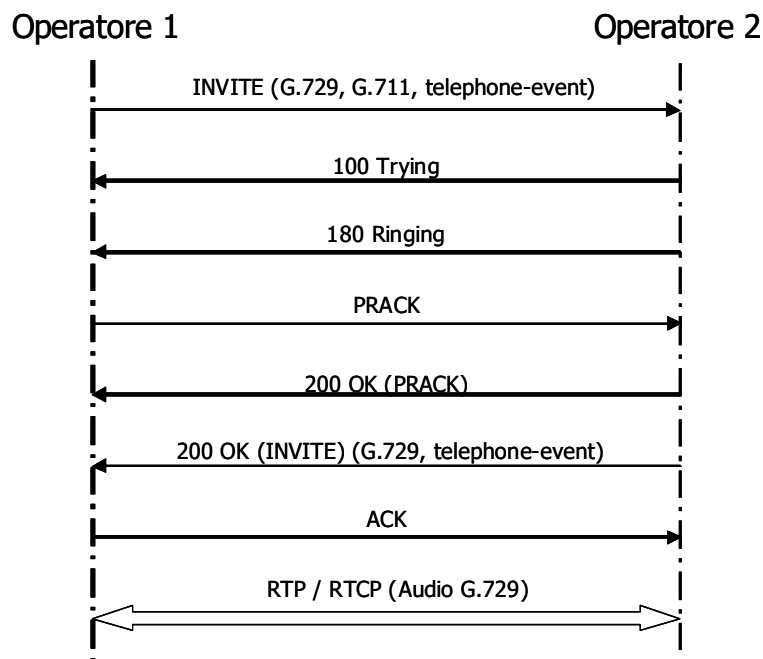 Operatore 1
Operatore 2
INVITE (G.729, G.711, telephone-event)
100 Trying
180 Ringing
PRACK
200 OK (PRACK)
200 OK (INVITE) (G.729, telephone-event)
ACK
RTP / RTCP (Audio G.729)